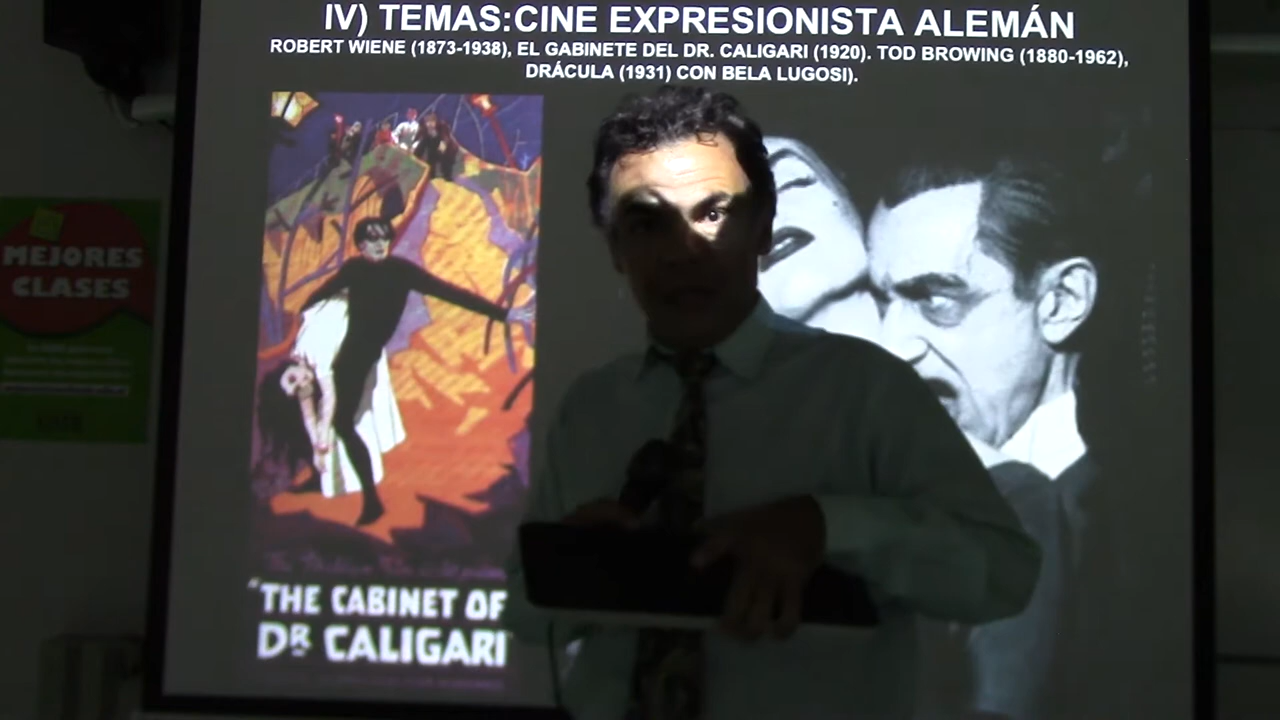 IV) TEMAS:CINE EXPRESIONISTA ALEMÁN
ROBERT WIENE (1873-1938), EL GABINETE DEL DR. CALIGARI (1920). TOD BROWING (1880-1962),
DRÁCULA (1931) CON BELA LUGOSI).
MEJORES
CLASES
"THE CABINET OF
DR CALIGARI"